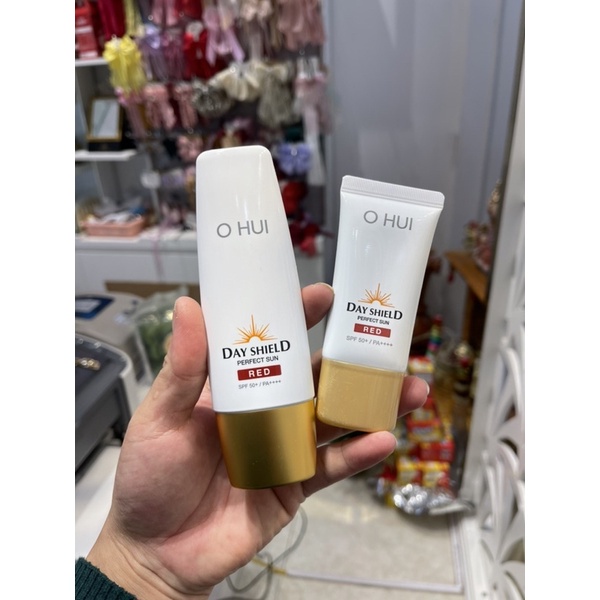 O HUI
DAY SHIELD
PERFECT SUN
RED
SPF 50+ / PA++++
O HUI
DAY SHIELD
PERFECT SUN
RED
SPF 50+ / PA++++